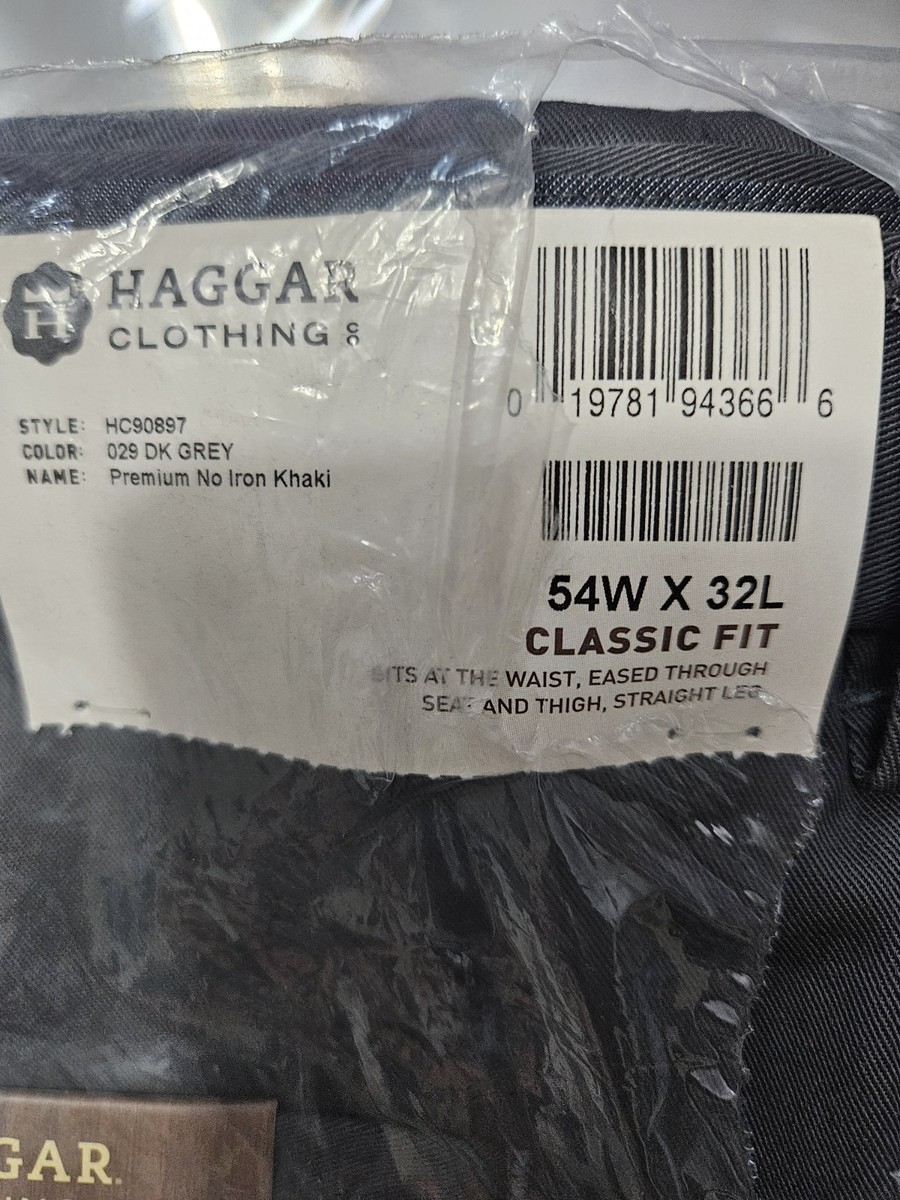 H HAGGAR
CLOTHING CO
STYLE: HC90897
COLOR: 029 DK GREY
NAME: Premium No Iron Khaki
0 19781 94366 6
54W X 32L
CLASSIC FIT
SITS AT THE WAIST, EASED THROUGH
SEAT AND THIGH, STRAIGHT LEG
GAR.